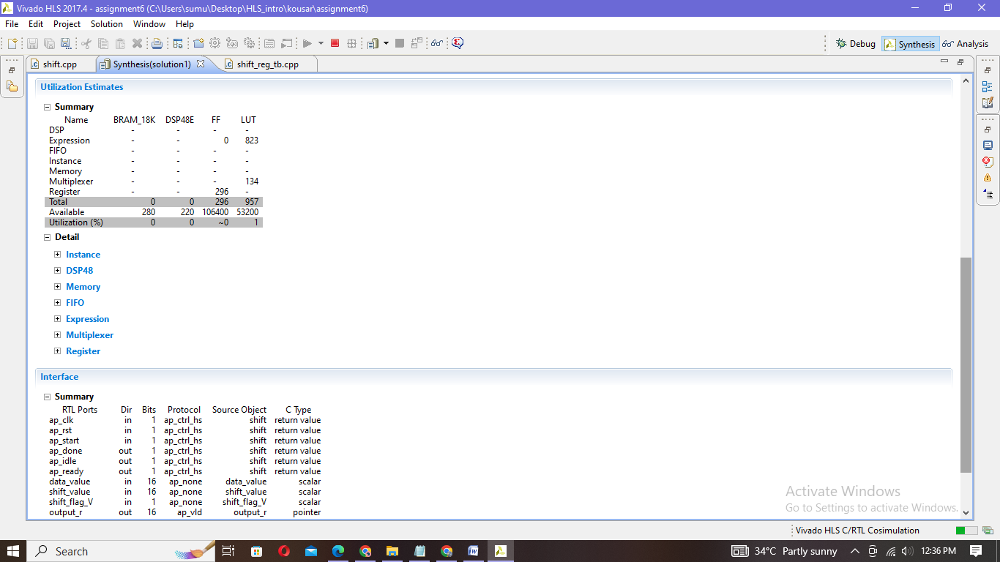 Vivado HLS 2017.4 - assignment6 (C:\Users\sumu\Desktop\HLS_intro\kousar\assignment6)
File Edit Project Solution Window Help
Debug Synthesis Analysis
shift.cpp Synthesis(solution1) shift_reg_tb.cpp
Utilization Estimates
Summary
Name BRAM_18K DSP48E FF LUT
DSP - - - -
Expression - - 0 823
FIFO - - - -
Instance - - - -
Memory - - - -
Multiplexer - - - 134
Register - - 296 -
Total 0 0 296 957
Available 280 220 106400 53200
Utilization (%) 0 0 ~0 1
Detail
Instance
DSP48
Memory
FIFO
Expression
Multiplexer
Register
Interface
Summary
RTL Ports Dir Bits Protocol Source Object C Type
ap_clk in 1 ap_ctrl_hs shift return value
ap_rst in 1 ap_ctrl_hs shift return value
ap_start in 1 ap_ctrl_hs shift return value
ap_done out 1 ap_ctrl_hs shift return value
ap_idle out 1 ap_ctrl_hs shift return value
ap_ready out 1 ap_ctrl_hs shift return value
data_value in 16 ap_none data_value scalar
shift_value in 16 ap_none shift_value scalar
shift_flag_V in 1 ap_none shift_flag_V scalar
output_r out 16 ap_vld output_r pointer
Activate Windows
Go to Settings to activate Windows.
Vivado HLS C/RTL Cosimulation
Search
34°C Partly sunny
12:36 PM